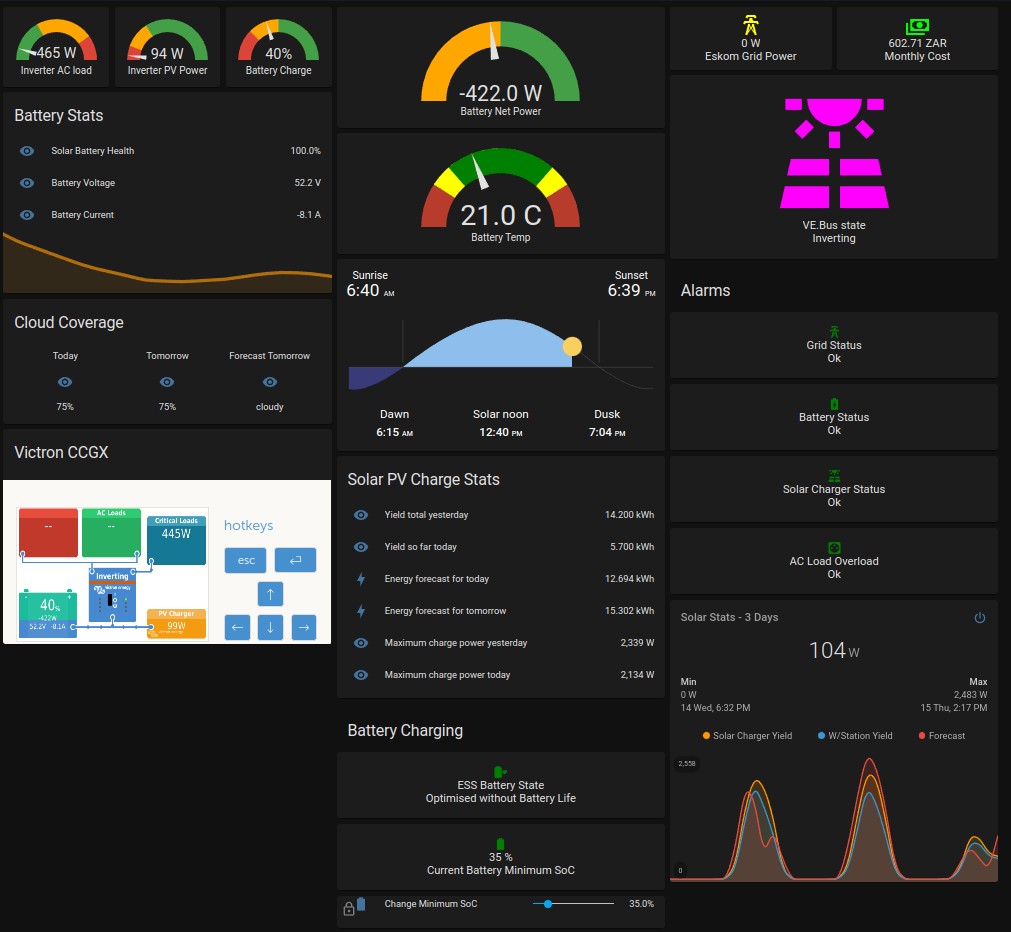 465 W
Inverter AC load
94 W
Inverter PV Power
40%
Battery Charge
Battery Stats
Solar Battery Health 100.0%
Battery Voltage 52.2 V
Battery Current -8.1 A
Cloud Coverage
Today Tomorrow Forecast Tomorrow
75% 75% cloudy
Victron CCGX
AC Loads
--
--
Critical Loads
445W
Inverting
40%
-422W
52.2V -8.1A
PV Charger
99W
hotkeys
esc
-422.0 W
Battery Net Power
21.0 C
Battery Temp
Sunrise Sunset
6:40 AM 6:39 PM
Dawn Solar noon Dusk
6:15 AM 12:40 PM 7:04 PM
Solar PV Charge Stats
Yield total yesterday 14.200 kWh
Yield so far today 5.700 kWh
Energy forecast for today 12.694 kWh
Energy forecast for tomorrow 15.302 kWh
Maximum charge power yesterday 2,339 W
Maximum charge power today 2,134 W
Battery Charging
ESS Battery State
Optimised without Battery Life
35 %
Current Battery Minimum SoC
Change Minimum SoC 35.0%
0 W
Eskom Grid Power
602.71 ZAR
Monthly Cost
VE.Bus state
Inverting
Alarms
Grid Status
Ok
Battery Status
Ok
Solar Charger Status
Ok
AC Load Overload
Ok
Solar Stats - 3 Days
104 W
Min Max
0 W 2,483 W
14 Wed, 6:32 PM 15 Thu, 2:17 PM
Solar Charger Yield W/Station Yield Forecast
2,558
0